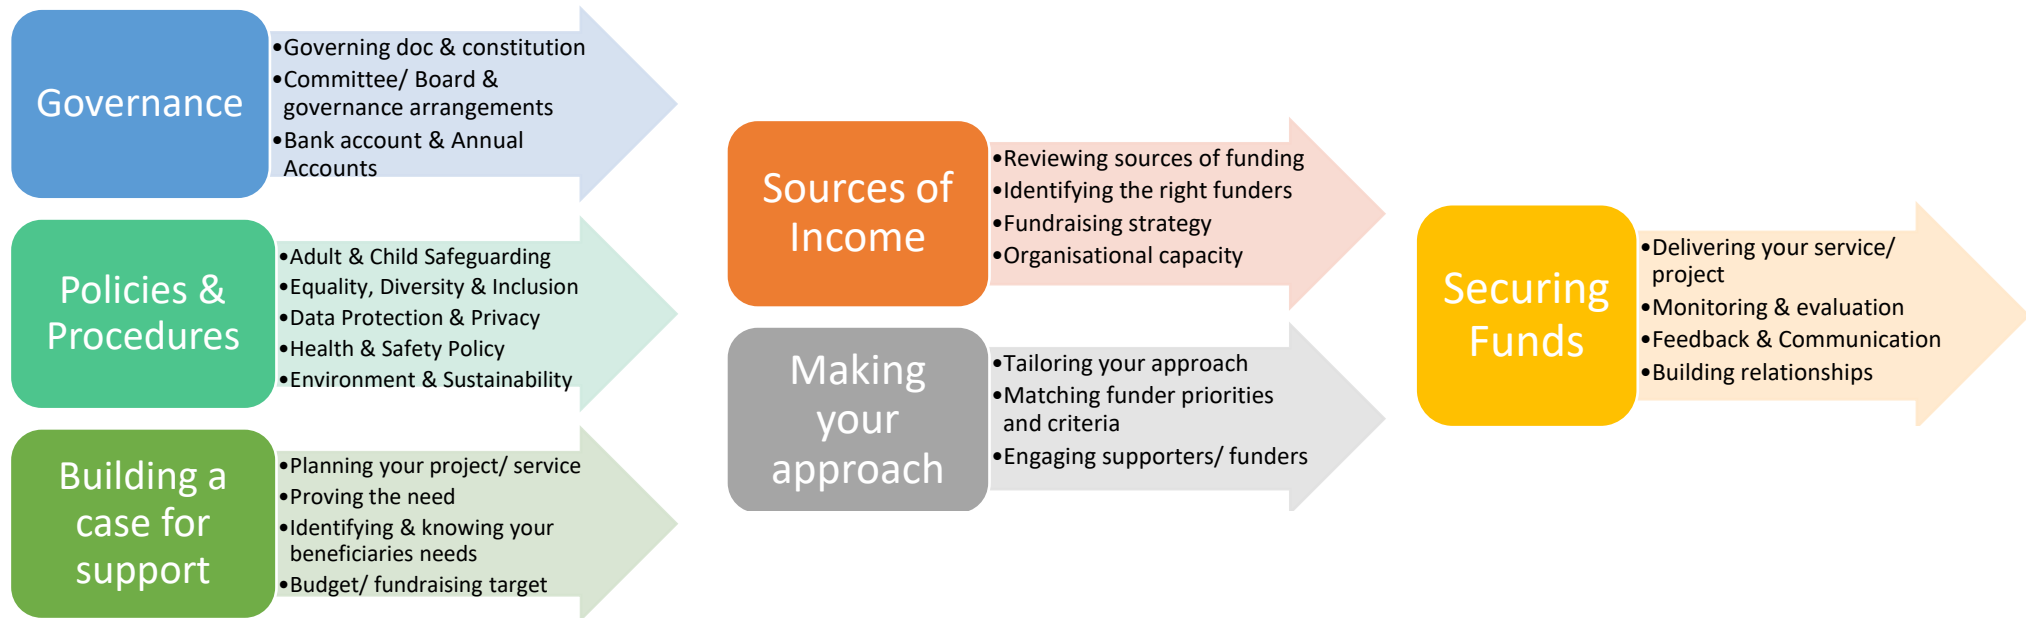 Governance
•Governing doc & constitution
•Committee/ Board &
governance arrangements
•Bank account & Annual
Accounts
Policies &
Procedures
•Adult & Child Safeguarding
•Equality, Diversity & Inclusion
•Data Protection & Privacy
•Health & Safety Policy
•Environment & Sustainability
Building a
case for
support
•Planning your project/ service
•Proving the need
•Identifying & knowing your
beneficiaries needs
•Budget/ fundraising target
Sources of
Income
•Reviewing sources of funding
•Identifying the right funders
•Fundraising strategy
•Organisational capacity
Making
your
approach
•Tailoring your approach
•Matching funder priorities
and criteria
•Engaging supporters/ funders
Securing
Funds
•Delivering your service/
project
•Monitoring & evaluation
•Feedback & Communication
•Building relationships